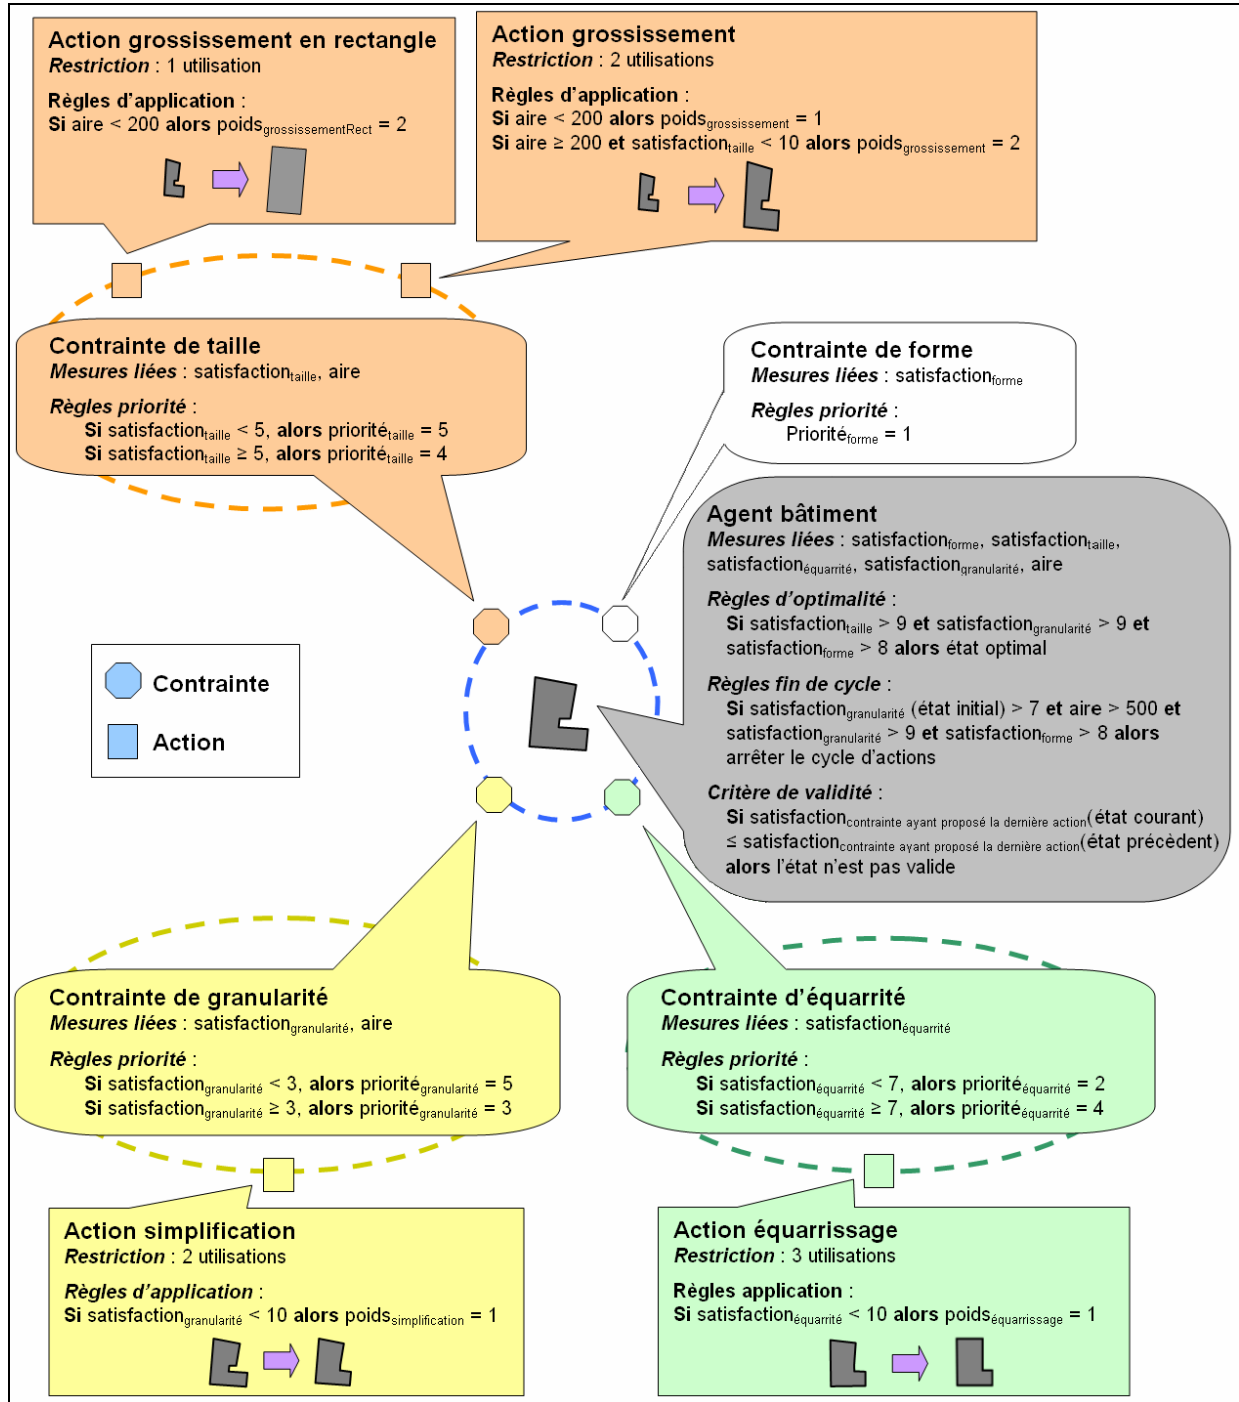 Action grossissement en rectangle
Restriction : 1 utilisation
Règles d'application :
Si aire < 200 alors poidsgrossissementRect = 2
Action grossissement
Restriction : 2 utilisations
Règles d'application :
Si aire < 200 alors poidsgrossissement = 1
Si aire ≥ 200 et satisfactiontaille < 10 alors poidsgrossissement = 2
Contrainte de taille
Mesures liées : satisfactiontaille, aire
Règles priorité :
Si satisfactiontaille < 5, alors prioritétaille = 5
Si satisfactiontaille ≥ 5, alors prioritétaille = 4
Contrainte de forme
Mesures liées : satisfactionforme
Règles priorité :
Prioritéforme = 1
Agent bâtiment
Mesures liées : satisfactionforme, satisfactiontaille,
satisfactionéquarrité, satisfactiongranularité, aire
Règles d'optimalité :
Si satisfactiontaille > 9 et satisfactiongranularité > 9 et
satisfactionforme > 8 alors état optimal
Règles fin de cycle :
Si satisfactiongranularité (état initial) > 7 et aire > 500 et
satisfactiongranularité > 9 et satisfactionforme > 8 alors
arrêter le cycle d'actions
Critère de validité :
Si satisfactioncontrainte ayant proposé la dernière action(état courant)
≤ satisfactioncontrainte ayant proposé la dernière action(état précèdent)
alors l'état n'est pas valide
Contrainte
Action
Contrainte de granularité
Mesures liées : satisfactiongranularité, aire
Règles priorité :
Si satisfactiongranularité < 3, alors prioritégranularité = 5
Si satisfactiongranularité ≥ 3, alors prioritégranularité = 3
Contrainte d'équarrité
Mesures liées : satisfactionéquarrité
Règles priorité :
Si satisfactionéquarrité < 7, alors prioritééquarrité = 2
Si satisfactionéquarrité ≥ 7, alors prioritééquarrité = 4
Action simplification
Restriction : 2 utilisations
Règles d'application :
Si satisfactiongranularité < 10 alors poidssimplification = 1
Action équarrissage
Restriction : 3 utilisations
Règles application :
Si satisfactionéquarrité < 10 alors poidséquarrissage = 1